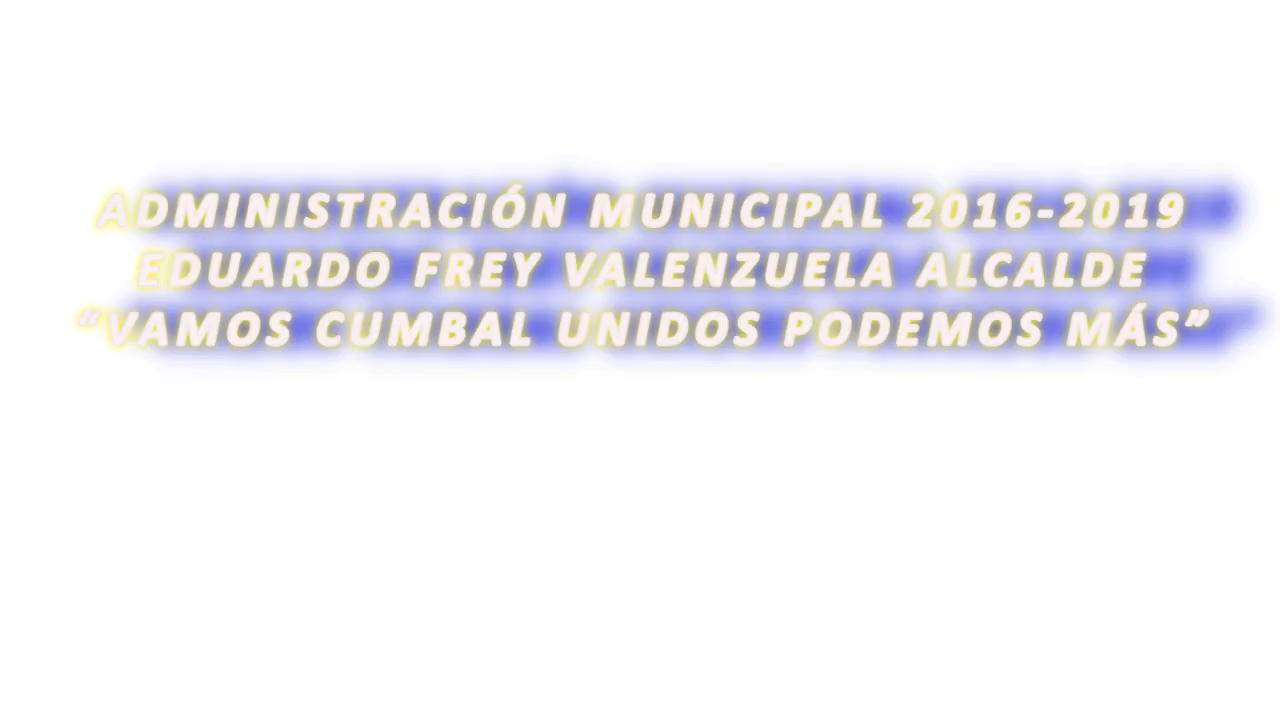 ADMINISTRACIÓN MUNICIPAL 2016-2019
EDUARDO FREY VALENZUELA ALCALDE
“VAMOS CUMBAL UNIDOS PODEMOS MÁS”